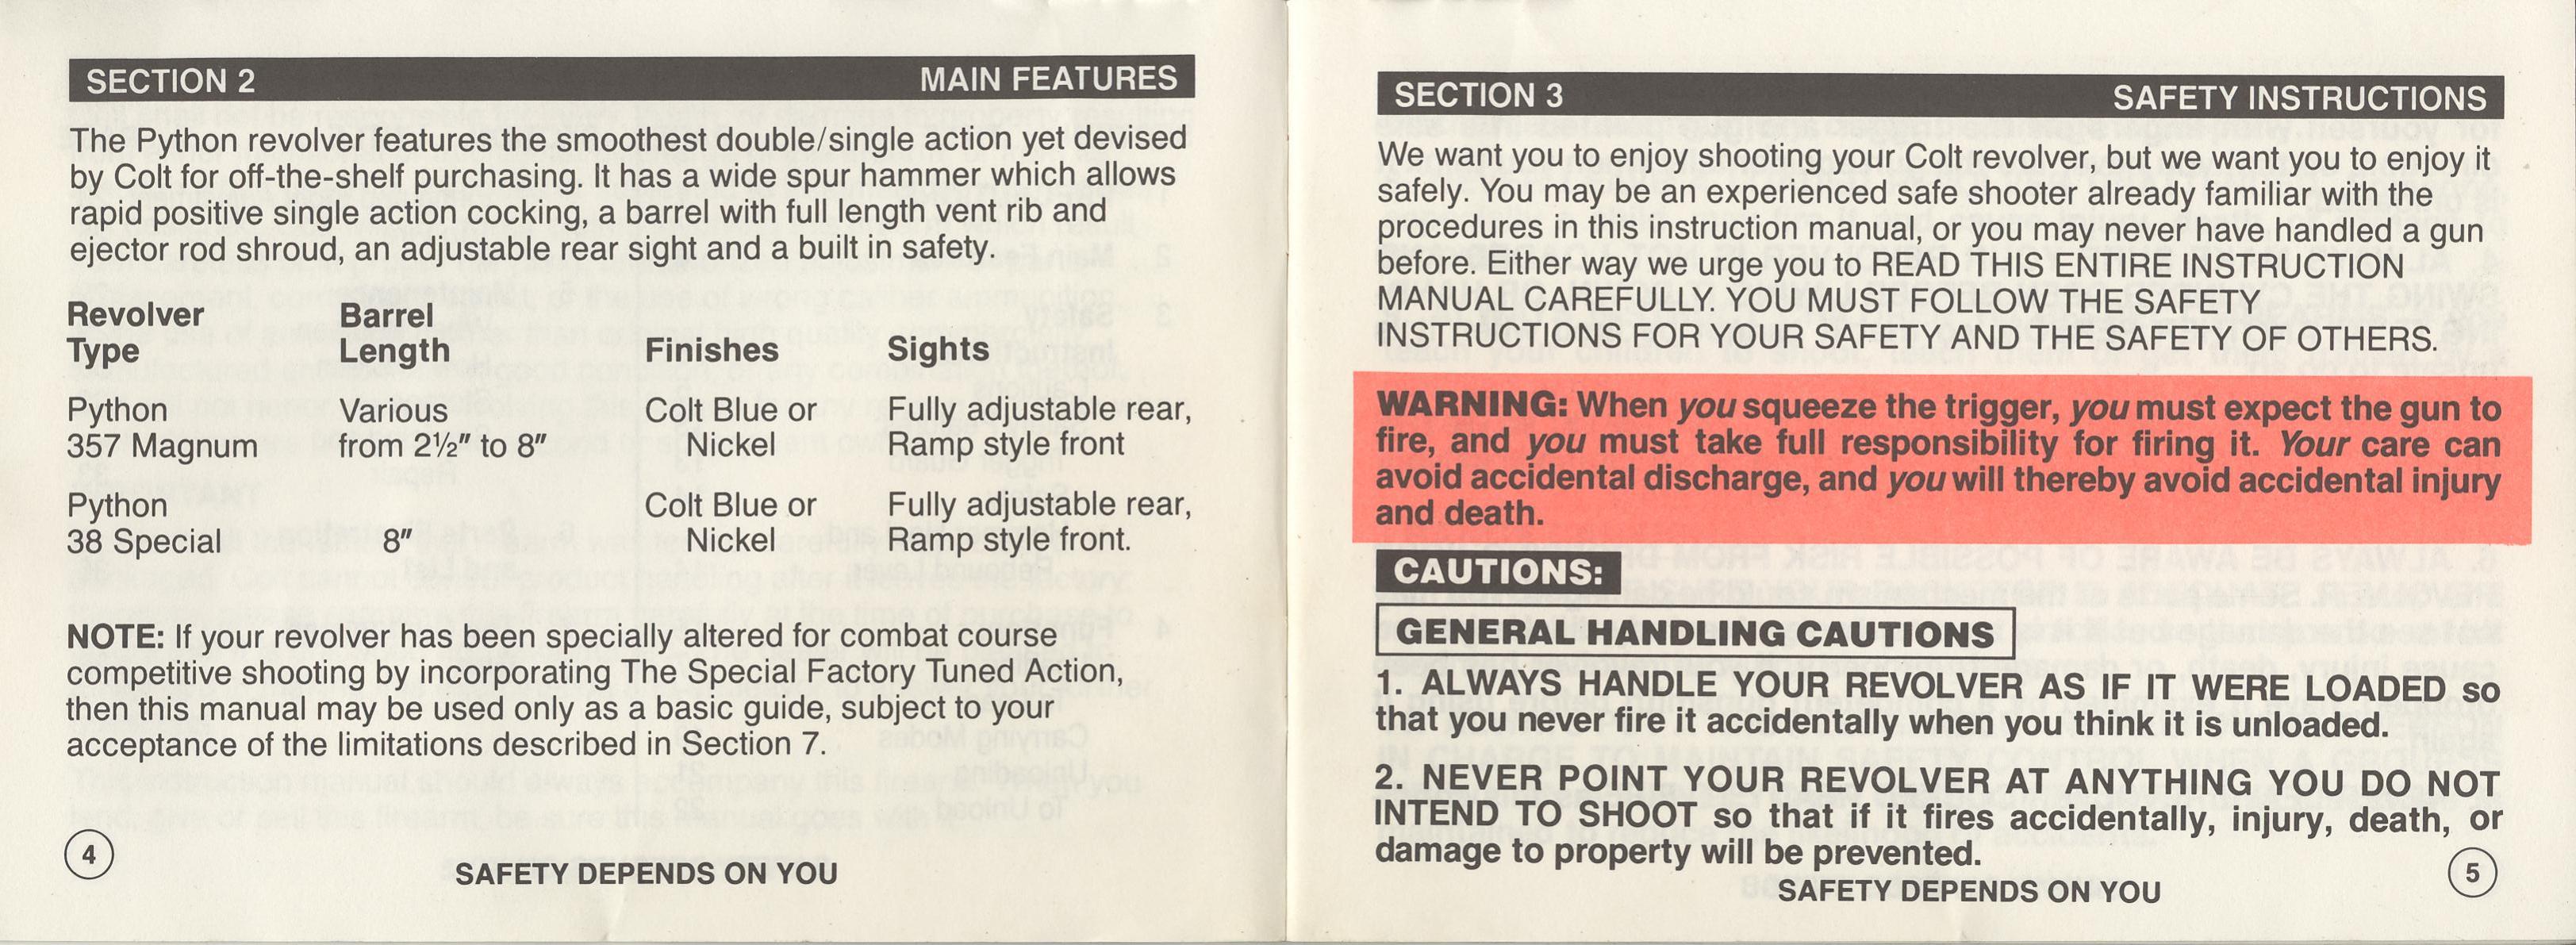 SECTION 2 MAIN FEATURES
The Python revolver features the smoothest double/single action yet devised
by Colt for off-the-shelf purchasing. It has a wide spur hammer which allows
rapid positive single action cocking, a barrel with full length vent rib and
ejector rod shroud, an adjustable rear sight and a built in safety.
Revolver Barrel
Type Length Finishes Sights
Python Various Colt Blue or Fully adjustable rear,
357 Magnum from 2½″ to 8″ Nickel Ramp style front
Python Colt Blue or Fully adjustable rear,
38 Special 8″ Nickel Ramp style front.
NOTE: If your revolver has been specially altered for combat course
competitive shooting by incorporating The Special Factory Tuned Action,
then this manual may be used only as a basic guide, subject to your
acceptance of the limitations described in Section 7.
4
SAFETY DEPENDS ON YOU
SECTION 3 SAFETY INSTRUCTIONS
We want you to enjoy shooting your Colt revolver, but we want you to enjoy it
safely. You may be an experienced safe shooter already familiar with the
procedures in this instruction manual, or you may never have handled a gun
before. Either way we urge you to READ THIS ENTIRE INSTRUCTION
MANUAL CAREFULLY. YOU MUST FOLLOW THE SAFETY
INSTRUCTIONS FOR YOUR SAFETY AND THE SAFETY OF OTHERS.
WARNING: When you squeeze the trigger, you must expect the gun to
fire, and you must take full responsibility for firing it. Your care can
avoid accidental discharge, and you will thereby avoid accidental injury
and death.
CAUTIONS:
GENERAL HANDLING CAUTIONS
1. ALWAYS HANDLE YOUR REVOLVER AS IF IT WERE LOADED so
that you never fire it accidentally when you think it is unloaded.
2. NEVER POINT YOUR REVOLVER AT ANYTHING YOU DO NOT
INTEND TO SHOOT so that if it fires accidentally, injury, death, or
damage to property will be prevented.
SAFETY DEPENDS ON YOU
5